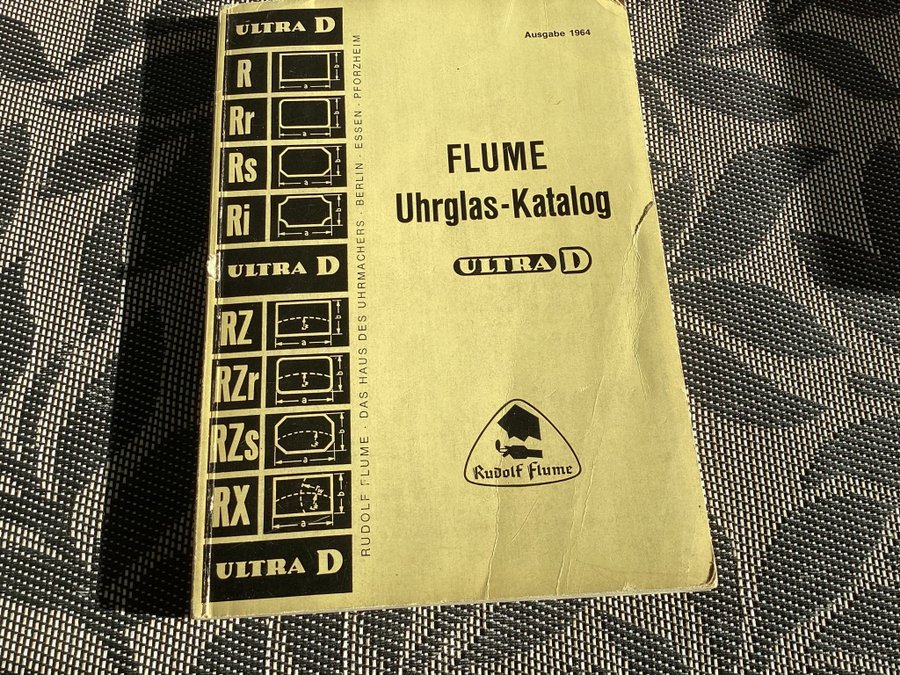 ULTRA D
R
a
b
Rr
a
b
Rs
a
b
Ri
a
b
ULTRA D
RZ
a
b
RZr
a
b
RZs
a
b
RX
a
b
ULTRA D
RUDOLF FLUME · DAS HAUS DES UHRMACHERS · BERLIN · ESSEN · PFORZHEIM
Ausgabe 1964
FLUME
Uhrglas-Katalog
ULTRA D
Rudolf Flume